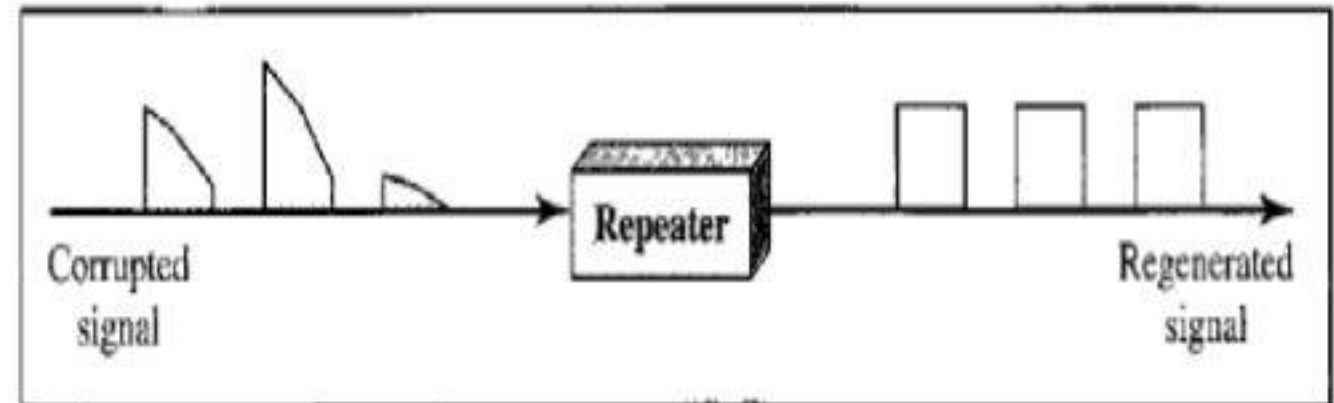 Corrupted
signal
Repeater
Regenerated
signal